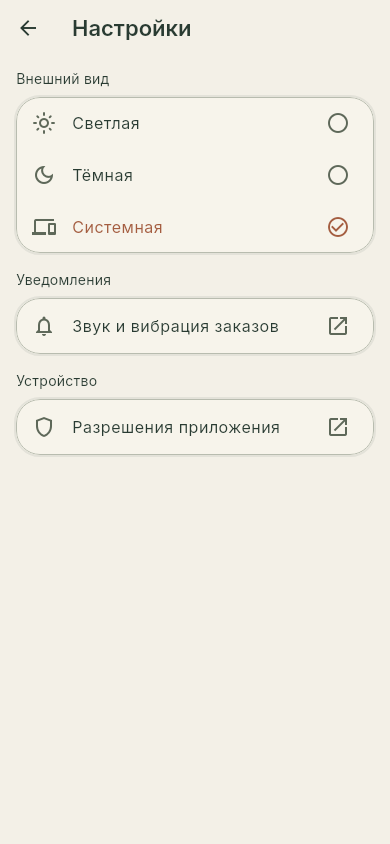 Настройки
Внешний вид
Светлая
Тёмная
Системная
Уведомления
Звук и вибрация заказов
Устройство
Разрешения приложения